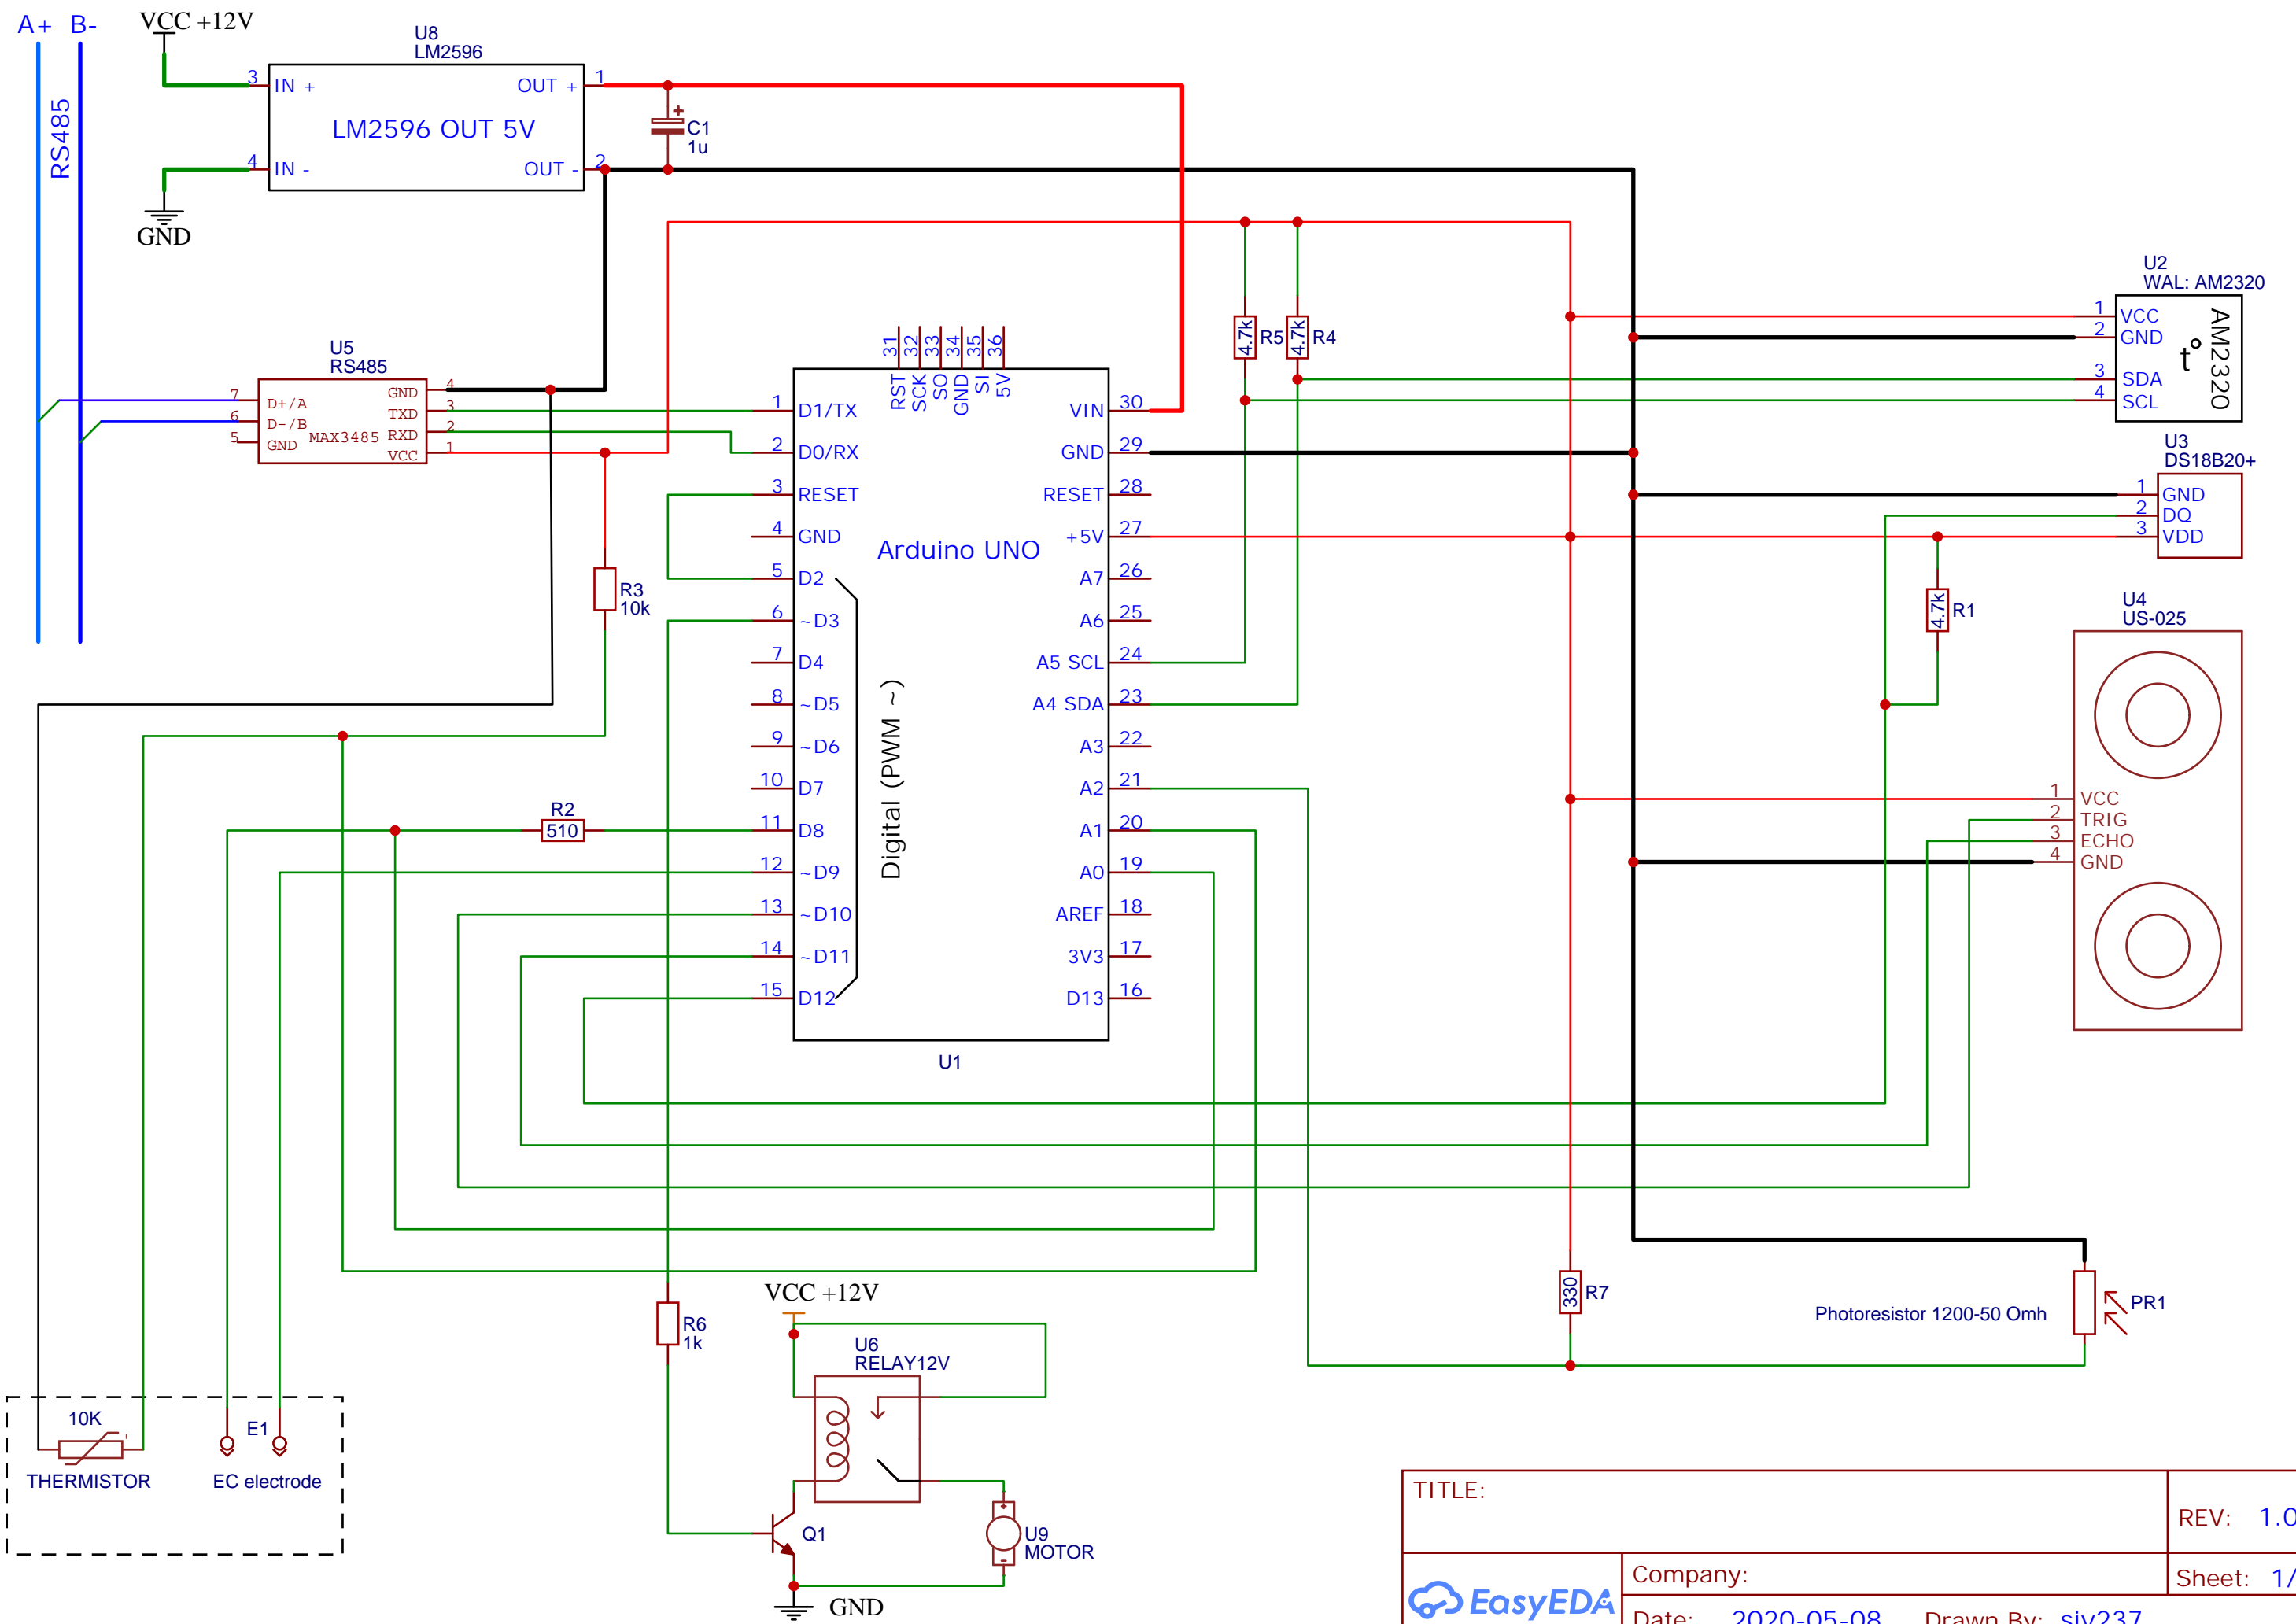 A+ B-
RS485
VCC +12V
GND
U8
LM2596
3 IN +
4 IN -
LM2596 OUT 5V
OUT + 1
OUT - 2
+
C1
1u
U5
RS485
7 D+/A
6 D-/B
5 GND
MAX3485
GND 4
TXD 3
RXD 2
VCC 1
R3
10k
R2
510
31 32 33 34 35 36
RST SCK SO GND SI 5V
Arduino UNO
Digital (PWM ~)
1 D1/TX
2 D0/RX
3 RESET
4 GND
5 D2
6 ~D3
7 D4
8 ~D5
9 ~D6
10 D7
11 D8
12 ~D9
13 ~D10
14 ~D11
15 D12
VIN 30
GND 29
RESET 28
+5V 27
A7 26
A6 25
A5 SCL 24
A4 SDA 23
A3 22
A2 21
A1 20
A0 19
AREF 18
3V3 17
D13 16
U1
4.7k R5
4.7k R4
U2
WAL: AM2320
1 VCC
2 GND
3 SDA
4 SCL
t°
AM2320
U3
DS18B20+
1 GND
2 DQ
3 VDD
4.7k R1
U4
US-025
1 VCC
2 TRIG
3 ECHO
4 GND
330 R7
Photoresistor 1200-50 Omh
PR1
R6
1k
VCC +12V
U6
RELAY12V
Q1
+
-
U9
MOTOR
GND
10K
THERMISTOR
E1
EC electrode
TITLE:
REV: 1.0
Company:
Sheet: 1/
EasyEDA
Date: 2020-05-08 Drawn By: siv237